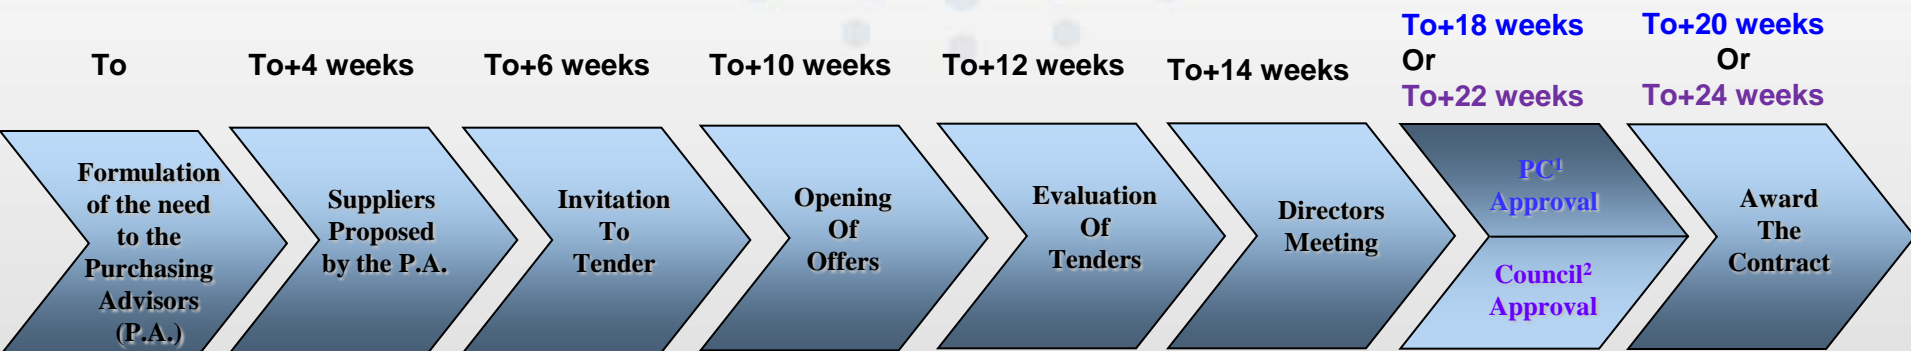 To
To+4 weeks
To+6 weeks
To+10 weeks
To+12 weeks
To+14 weeks
To+18 weeks
Or
To+22 weeks
To+20 weeks
Or
To+24 weeks
Formulation
of the need
to the
Purchasing
Advisors
(P.A.)
Suppliers
Proposed
by the P.A.
Invitation
To
Tender
Opening
Of
Offers
Evaluation
Of
Tenders
Directors
Meeting
PC¹
Approval
Council²
Approval
Award
The
Contract